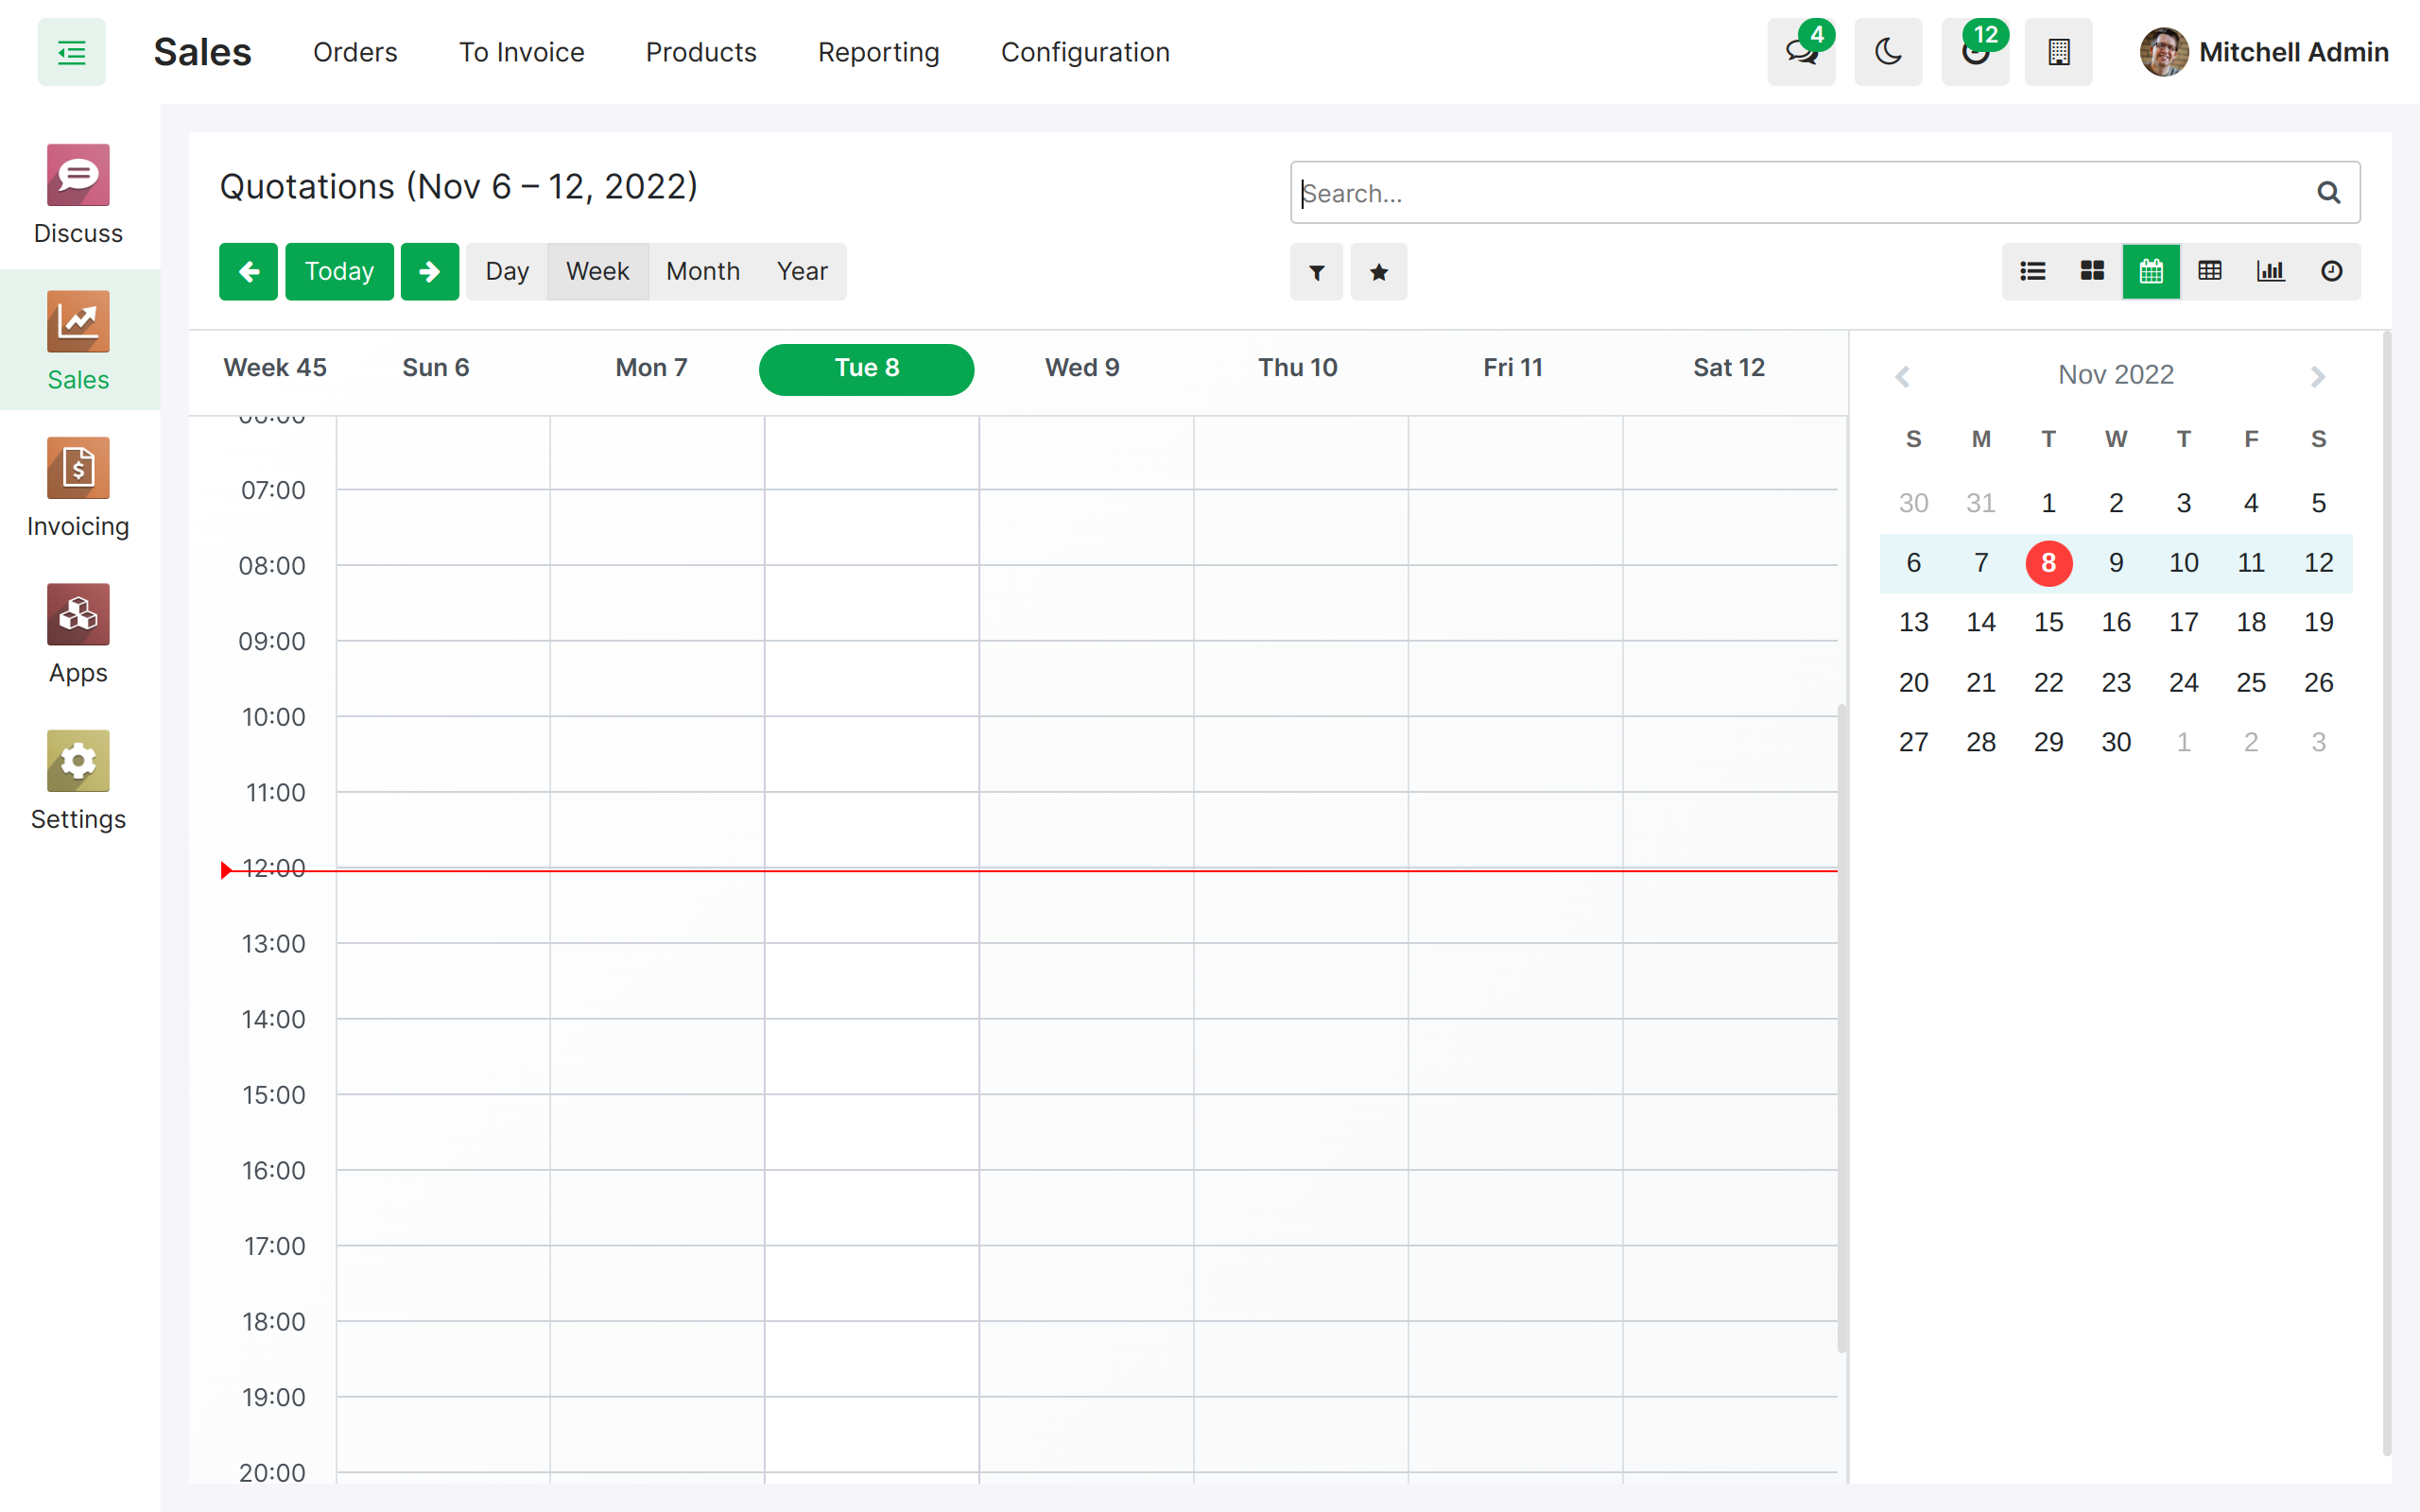 Sales
Orders
To Invoice
Products
Reporting
Configuration
4
12
Mitchell Admin
Discuss
Sales
Invoicing
Apps
Settings
Quotations (Nov 6 – 12, 2022)
Search...
Today
Day
Week
Month
Year
Week 45
Sun 6
Mon 7
Tue 8
Wed 9
Thu 10
Fri 11
Sat 12
06:00
07:00
08:00
09:00
10:00
11:00
12:00
13:00
14:00
15:00
16:00
17:00
18:00
19:00
20:00
Nov 2022
S M T W T F S
30 31 1 2 3 4 5
6 7 8 9 10 11 12
13 14 15 16 17 18 19
20 21 22 23 24 25 26
27 28 29 30 1 2 3